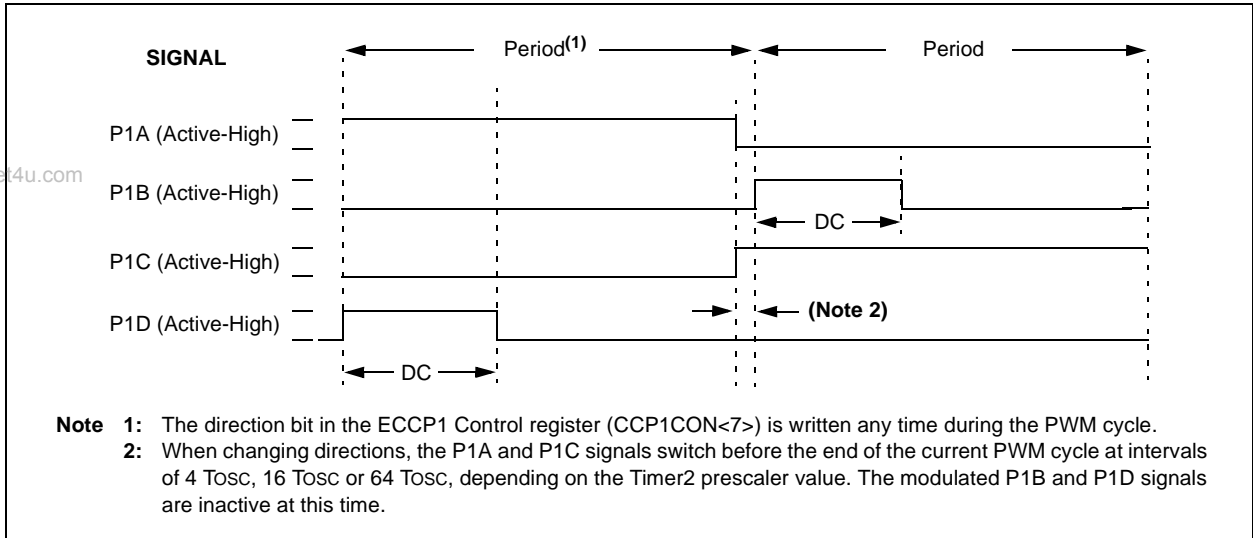 SIGNAL
Period(1)
Period
P1A (Active-High)
et4u.com
P1B (Active-High)
DC
P1C (Active-High)
P1D (Active-High)
(Note 2)
DC
Note 1: The direction bit in the ECCP1 Control register (CCP1CON<7>) is written any time during the PWM cycle.
2: When changing directions, the P1A and P1C signals switch before the end of the current PWM cycle at intervals
of 4 TOSC, 16 TOSC or 64 TOSC, depending on the Timer2 prescaler value. The modulated P1B and P1D signals
are inactive at this time.